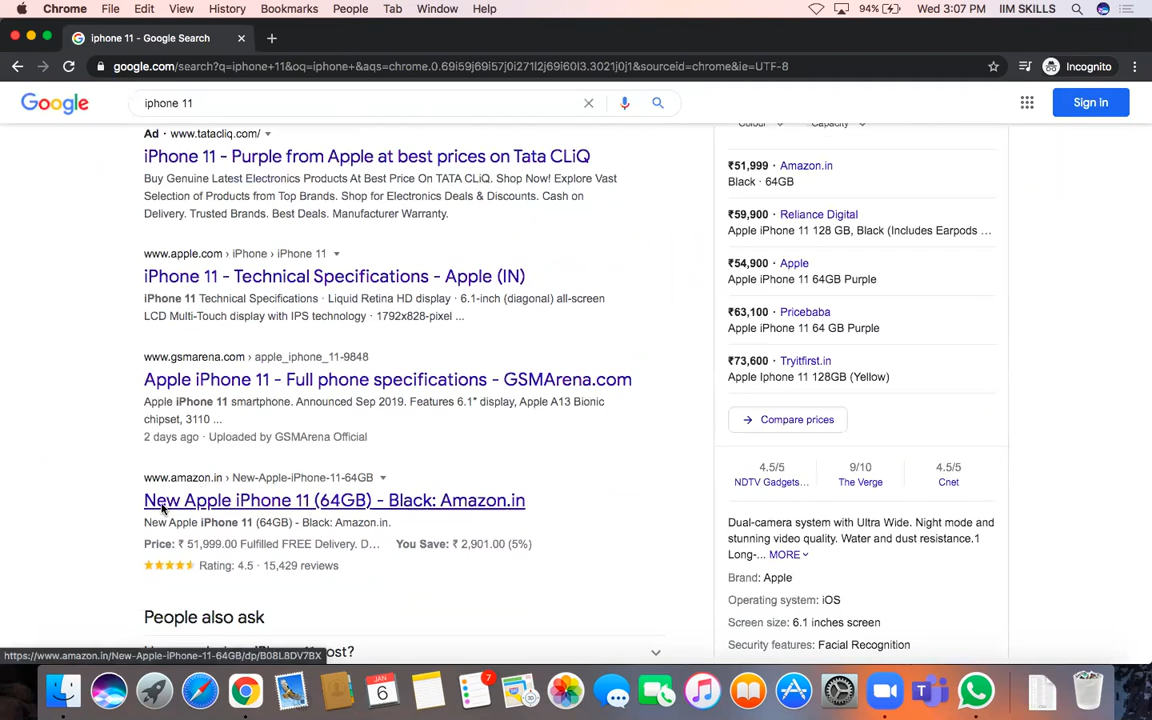 Chrome File Edit View History Bookmarks People Tab Window Help 94% Wed 3:07 PM IIM SKILLS
iphone 11 - Google Search
google.com/search?q=iphone+11&oq=iphone+&aqs=chrome.0.69i59j69i57j0i271l2j69i60l3.3021j0j1&sourceid=chrome&ie=UTF-8 Incognito
Google iphone 11 Sign in
Ad · www.tatacliq.com/
iPhone 11 - Purple from Apple at best prices on Tata CLiQ
Buy Genuine Latest Electronics Products At Best Price On TATA CLiQ. Shop Now! Explore Vast
Selection of Products from Top Brands. Shop for Electronics Deals & Discounts. Cash on
Delivery. Trusted Brands. Best Deals. Manufacturer Warranty.
www.apple.com › iPhone › iPhone 11
iPhone 11 - Technical Specifications - Apple (IN)
iPhone 11 Technical Specifications · Liquid Retina HD display · 6.1-inch (diagonal) all-screen
LCD Multi-Touch display with IPS technology · 1792x828-pixel ...
www.gsmarena.com › apple_iphone_11-9848
Apple iPhone 11 - Full phone specifications - GSMArena.com
Apple iPhone 11 smartphone. Announced Sep 2019. Features 6.1″ display, Apple A13 Bionic
chipset, 3110 ...
2 days ago · Uploaded by GSMArena Official
www.amazon.in › New-Apple-iPhone-11-64GB
New Apple iPhone 11 (64GB) - Black: Amazon.in
New Apple iPhone 11 (64GB) - Black: Amazon.in.
Price: ₹ 51,999.00 Fulfilled FREE Delivery. D... You Save: ₹ 2,901.00 (5%)
Rating: 4.5 · 15,429 reviews
People also ask
ost?
https://www.amazon.in/New-Apple-iPhone-11-64GB/dp/B08L8DV7BX
Colour Capacity
₹51,999 · Amazon.in
Black · 64GB
₹59,900 · Reliance Digital
Apple iPhone 11 128 GB, Black (Includes Earpods ...
₹54,900 · Apple
Apple iPhone 11 64GB Purple
₹63,100 · Pricebaba
Apple iPhone 11 64 GB Purple
₹73,600 · Tryitfirst.in
Apple Iphone 11 128GB (Yellow)
Compare prices
4.5/5 9/10 4.5/5
NDTV Gadgets... The Verge Cnet
Dual-camera system with Ultra Wide. Night mode and
stunning video quality. Water and dust resistance.1
Long-... MORE
Brand: Apple
Operating system: iOS
Screen size: 6.1 inches screen
Security features: Facial Recognition
JAN
6
7